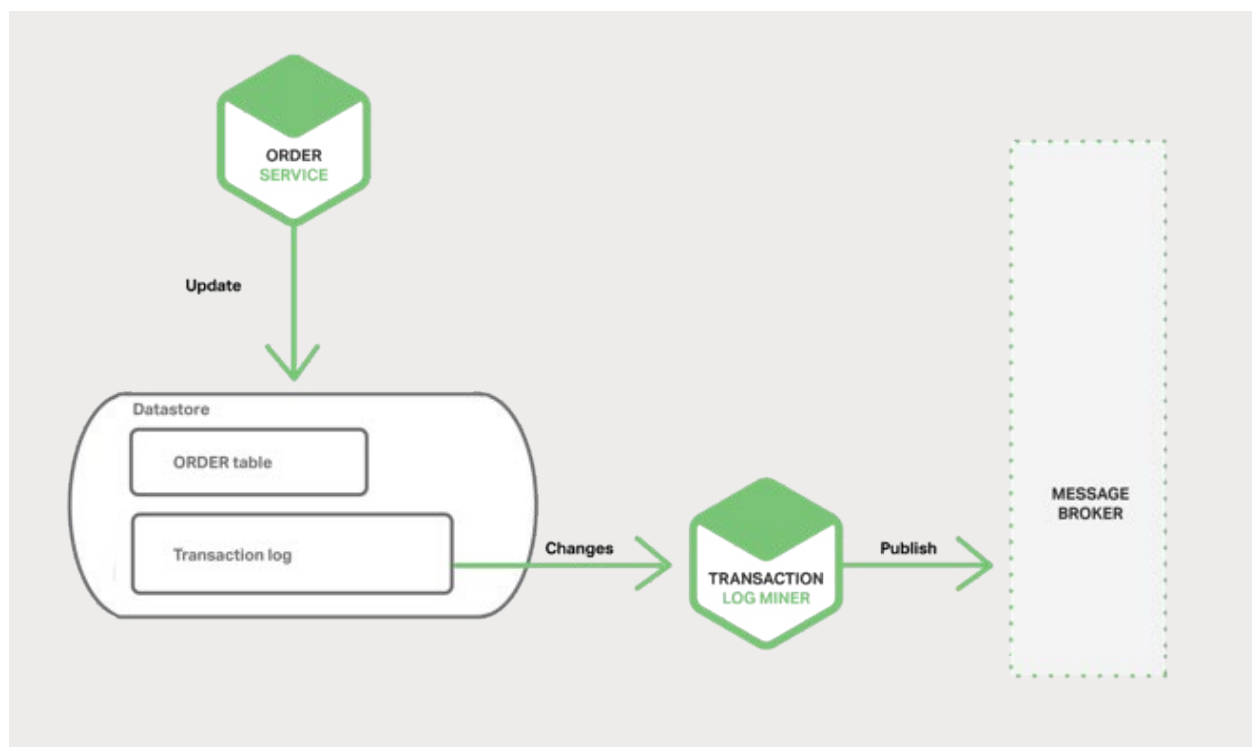 ORDER
SERVICE
Update
Datastore
ORDER table
Transaction log
Changes
TRANSACTION
LOG MINER
Publish
MESSAGE
BROKER